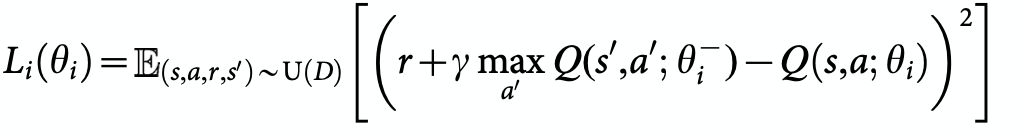 L_i(θ_i) = 𝔼_{(s,a,r,s′)∼U(D)} [ ( r + γ max_{a′} Q(s′,a′; θ_i^−) − Q(s,a; θ_i) )^2 ]